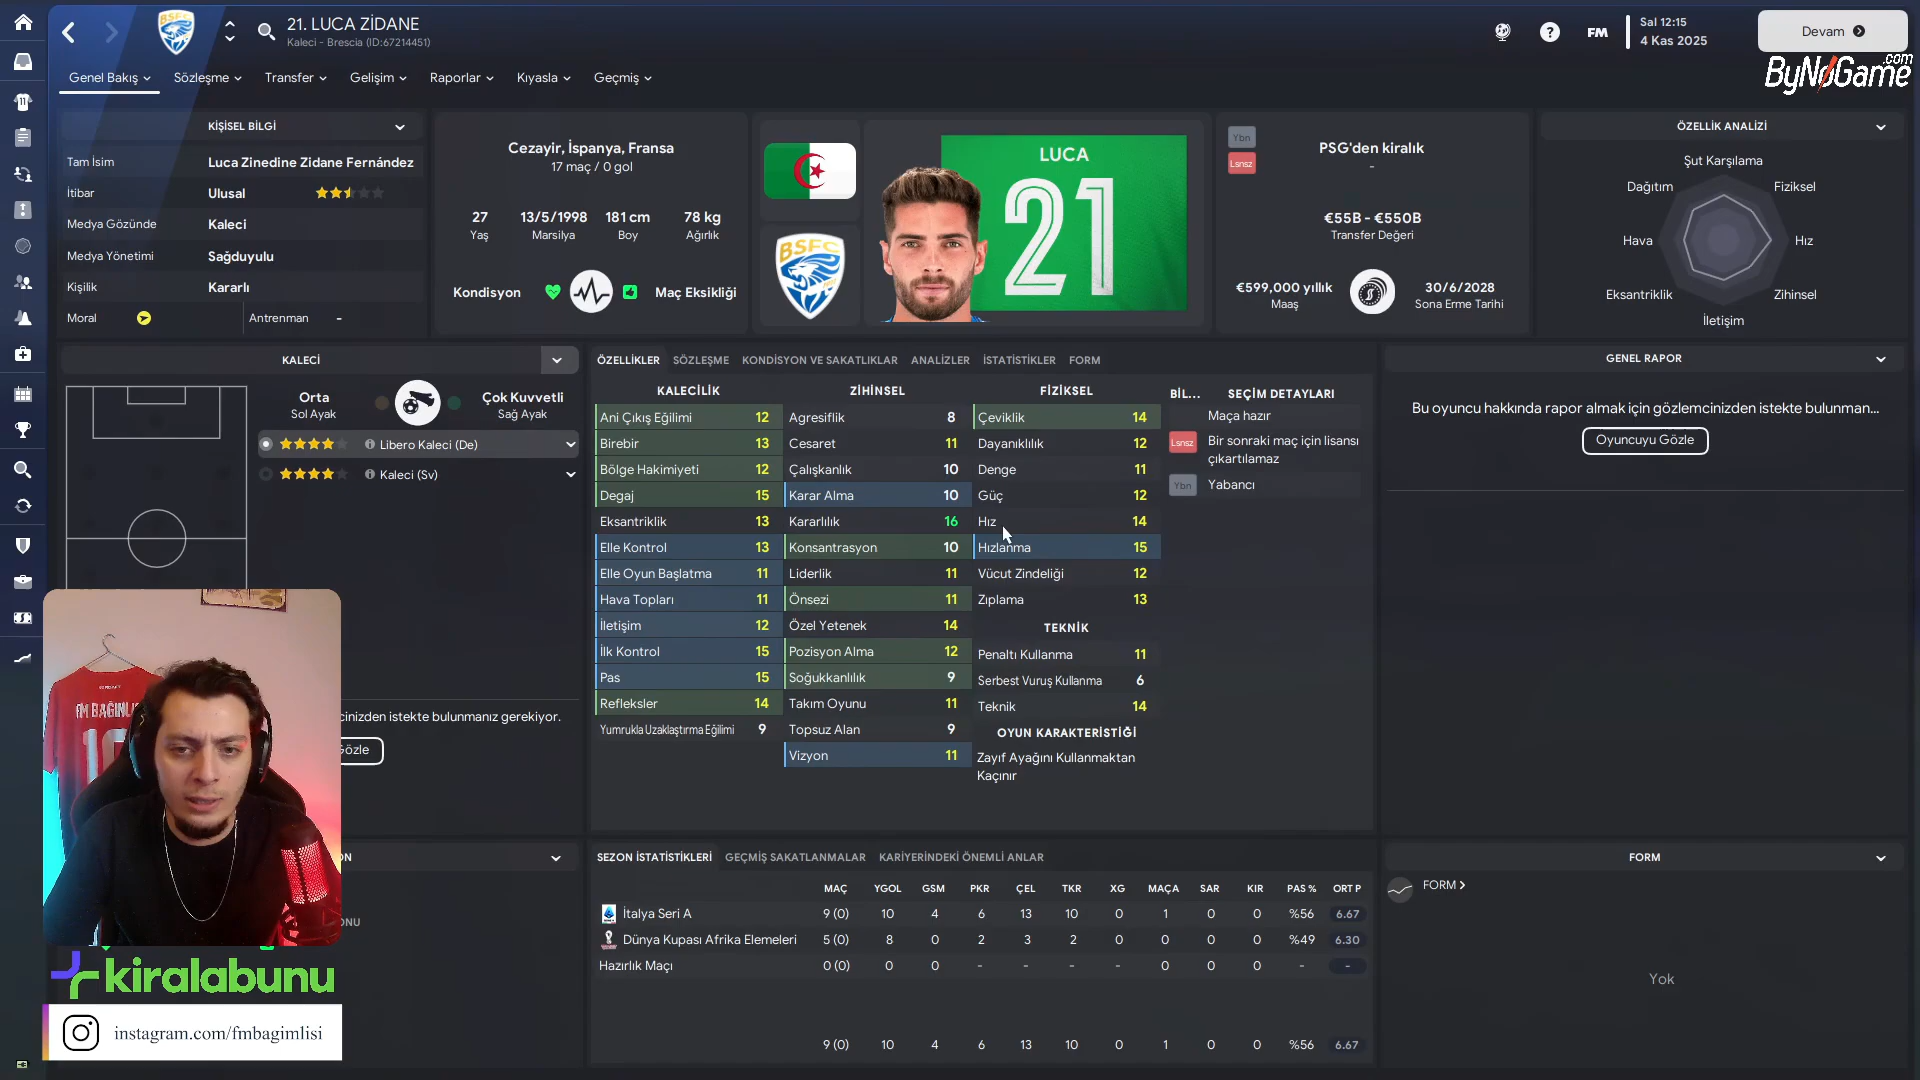 21. LUCA ZİDANE
Kaleci - Brescia (ID:67214451)
FM
Sal 12:15
4 Kas 2025
Devam
ByNoGame.com
Genel Bakış
Sözleşme
Transfer
Gelişim
Raporlar
Kıyasla
Geçmiş
KİŞİSEL BİLGİ
Tam İsim Luca Zinedine Zidane Fernández
İtibar Ulusal
Medya Gözünde Kaleci
Medya Yönetimi Sağduyulu
Kişilik Kararlı
Moral Antrenman -
Cezayir, İspanya, Fransa
17 maç / 0 gol
27 13/5/1998 181 cm 78 kg
Yaş Marsilya Boy Ağırlık
Kondisyon Maç Eksikliği
BSFC
LUCA
21
Ybn
Lsnsz
PSG'den kiralık
-
€55B - €550B
Transfer Değeri
€599,000 yıllık
Maaş
30/6/2028
Sona Erme Tarihi
ÖZELLİK ANALİZİ
Şut Karşılama
Dağıtım Fiziksel
Hava Hız
Eksantriklik Zihinsel
İletişim
KALECİ
Orta
Sol Ayak
Çok Kuvvetli
Sağ Ayak
Libero Kaleci (De)
Kaleci (Sv)
cinizden istekte bulunmanız gerekiyor.
Gözle
ON
ONU
ÖZELLİKLER SÖZLEŞME KONDİSYON VE SAKATLIKLAR ANALİZLER İSTATİSTİKLER FORM
KALECİLİK
Ani Çıkış Eğilimi 12
Birebir 13
Bölge Hakimiyeti 12
Degaj 15
Eksantriklik 13
Elle Kontrol 13
Elle Oyun Başlatma 11
Hava Topları 11
İletişim 12
İlk Kontrol 15
Pas 15
Refleksler 14
Yumrukla Uzaklaştırma Eğilimi 9
ZİHİNSEL
Agresiflik 8
Cesaret 11
Çalışkanlık 10
Karar Alma 10
Kararlılık 16
Konsantrasyon 10
Liderlik 11
Önsezi 11
Özel Yetenek 14
Pozisyon Alma 12
Soğukkanlılık 9
Takım Oyunu 11
Topsuz Alan 9
Vizyon 11
FİZİKSEL
Çeviklik 14
Dayanıklılık 12
Denge 11
Güç 12
Hız 14
Hızlanma 15
Vücut Zindeliği 12
Zıplama 13
TEKNİK
Penaltı Kullanma 11
Serbest Vuruş Kullanma 6
Teknik 14
OYUN KARAKTERİSTİĞİ
Zayıf Ayağını Kullanmaktan
Kaçınır
BİL... SEÇİM DETAYLARI
Maça hazır
Lsnsz Bir sonraki maç için lisansı
çıkartılamaz
Ybn Yabancı
GENEL RAPOR
Bu oyuncu hakkında rapor almak için gözlemcinizden istekte bulunman...
Oyuncuyu Gözle
SEZON İSTATİSTİKLERİ GEÇMİŞ SAKATLANMALAR KARİYERİNDEKİ ÖNEMLİ ANLAR
MAÇ YGOL GSM PKR ÇEL TKR XG MAÇA SAR KIR PAS % ORT P
İtalya Seri A 9 (0) 10 4 6 13 10 0 1 0 0 %56 6.67
Dünya Kupası Afrika Elemeleri 5 (0) 8 0 2 3 2 0 0 0 0 %49 6.30
Hazırlık Maçı 0 (0) 0 0 - - - - 0 0 0 - -
9 (0) 10 4 6 13 10 0 1 0 0 %56 6.67
FORM
FORM
Yok
kiralabunu
instagram.com/fmbagimlisi